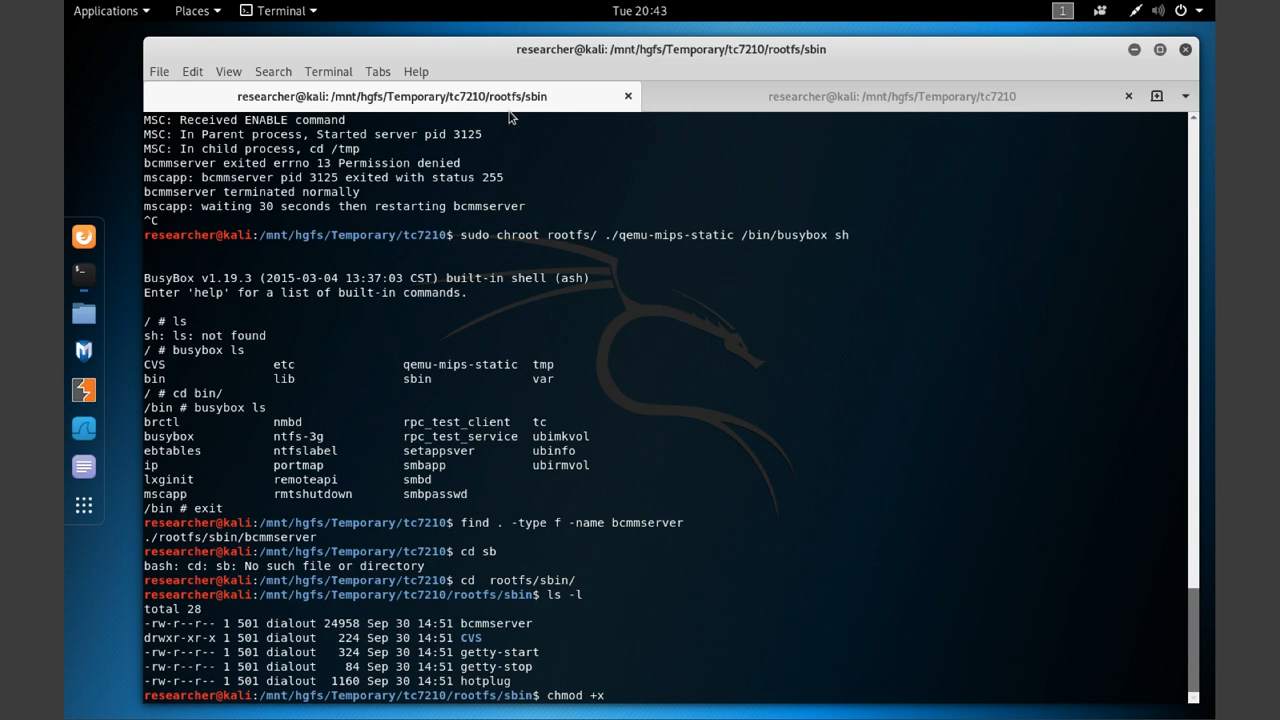 Applications Places Terminal Tue 20:43 1
researcher@kali: /mnt/hgfs/Temporary/tc7210/rootfs/sbin
File Edit View Search Terminal Tabs Help
researcher@kali: /mnt/hgfs/Temporary/tc7210/rootfs/sbin researcher@kali: /mnt/hgfs/Temporary/tc7210
MSC: Received ENABLE command
MSC: In Parent process, Started server pid 3125
MSC: In child process, cd /tmp
bcmmserver exited errno 13 Permission denied
mscapp: bcmmserver pid 3125 exited with status 255
bcmmserver terminated normally
mscapp: waiting 30 seconds then restarting bcmmserver
^C
researcher@kali:/mnt/hgfs/Temporary/tc7210$ sudo chroot rootfs/ ./qemu-mips-static /bin/busybox sh
BusyBox v1.19.3 (2015-03-04 13:37:03 CST) built-in shell (ash)
Enter 'help' for a list of built-in commands.
/ # ls
sh: ls: not found
/ # busybox ls
CVS etc qemu-mips-static tmp
bin lib sbin var
/ # cd bin/
/bin # busybox ls
brctl nmbd rpc_test_client tc
busybox ntfs-3g rpc_test_service ubimkvol
ebtables ntfslabel setappsver ubinfo
ip portmap smbapp ubirmvol
lxginit remoteapi smbd
mscapp rmtshutdown smbpasswd
/bin # exit
researcher@kali:/mnt/hgfs/Temporary/tc7210$ find . -type f -name bcmmserver
./rootfs/sbin/bcmmserver
researcher@kali:/mnt/hgfs/Temporary/tc7210$ cd sb
bash: cd: sb: No such file or directory
researcher@kali:/mnt/hgfs/Temporary/tc7210$ cd  rootfs/sbin/
researcher@kali:/mnt/hgfs/Temporary/tc7210/rootfs/sbin$ ls -l
total 28
-rw-r--r-- 1 501 dialout 24958 Sep 30 14:51 bcmmserver
drwxr-xr-x 1 501 dialout   224 Sep 30 14:51 CVS
-rw-r--r-- 1 501 dialout   324 Sep 30 14:51 getty-start
-rw-r--r-- 1 501 dialout    84 Sep 30 14:51 getty-stop
-rw-r--r-- 1 501 dialout  1160 Sep 30 14:51 hotplug
researcher@kali:/mnt/hgfs/Temporary/tc7210/rootfs/sbin$ chmod +x